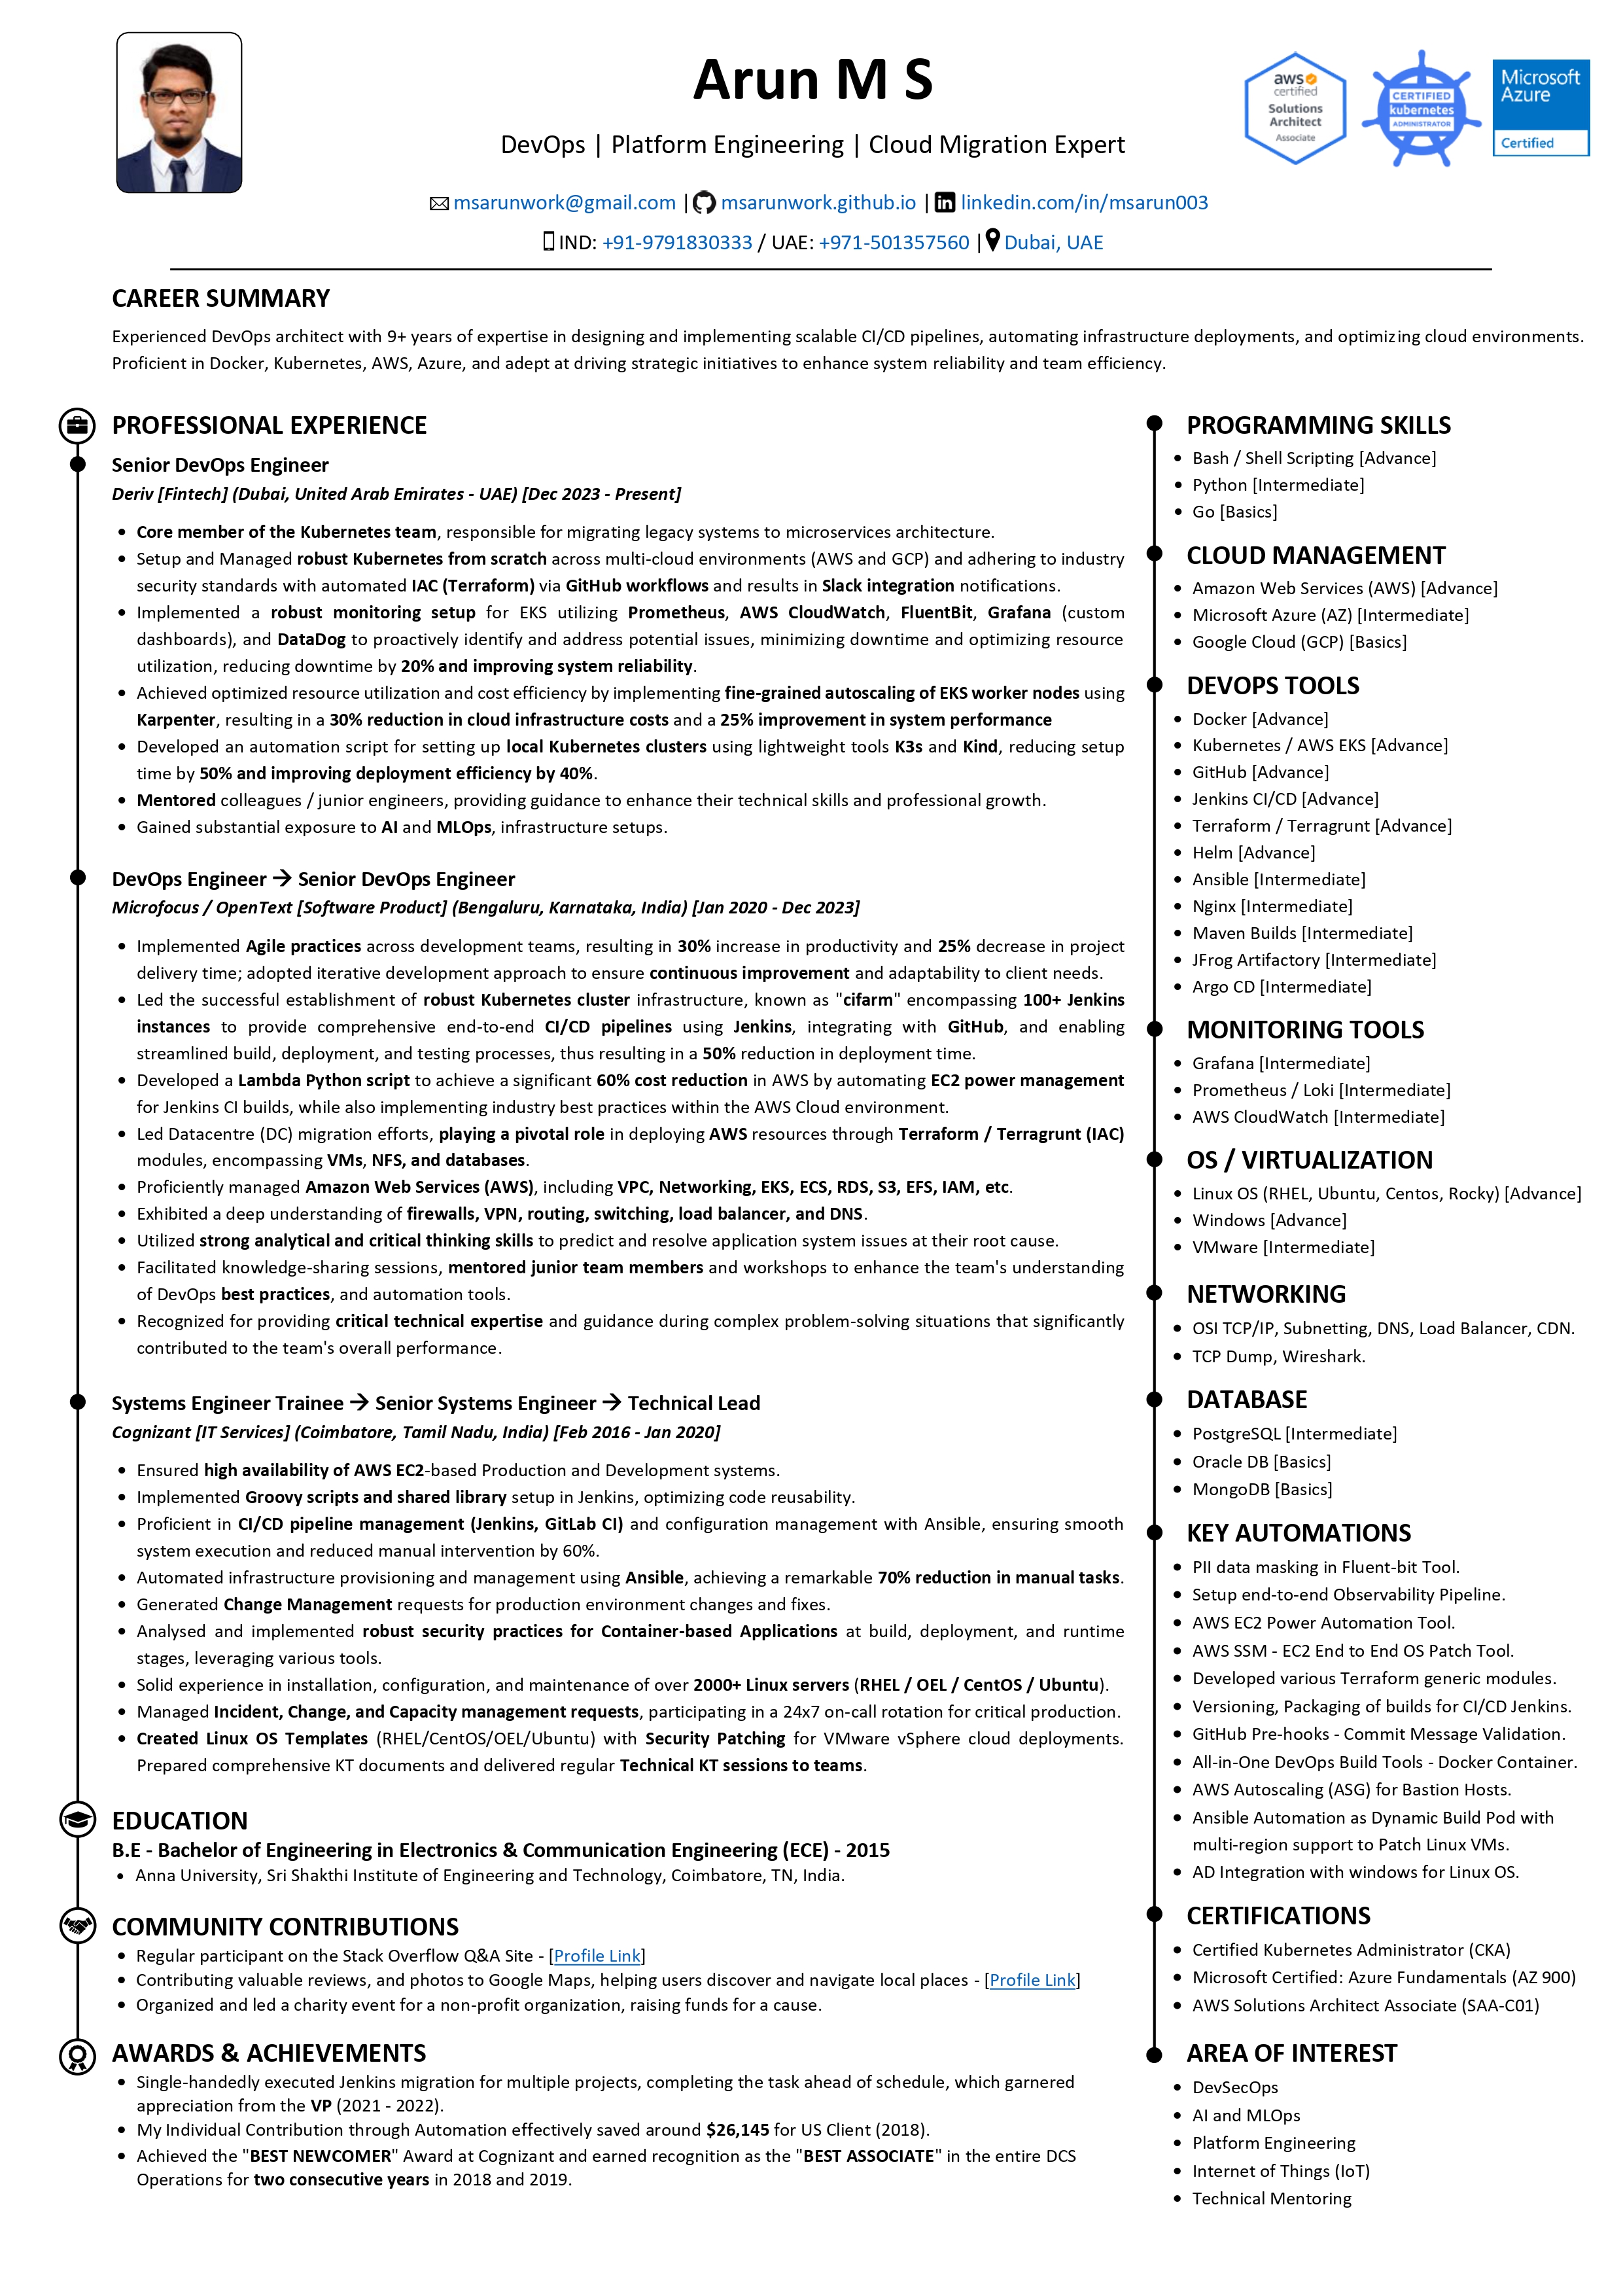 Arun M S
DevOps | Platform Engineering | Cloud Migration Expert
msarunwork@gmail.com | msarunwork.github.io | in linkedin.com/in/msarun003
IND: +91-9791830333 / UAE: +971-501357560 | Dubai, UAE
aws
certified
Solutions
Architect
Associate
CERTIFIED
kubernetes
ADMINISTRATOR
Microsoft
Azure
Certified
CAREER SUMMARY
Experienced DevOps architect with 9+ years of expertise in designing and implementing scalable CI/CD pipelines, automating infrastructure deployments, and optimizing cloud environments.
Proficient in Docker, Kubernetes, AWS, Azure, and adept at driving strategic initiatives to enhance system reliability and team efficiency.
PROFESSIONAL EXPERIENCE
Senior DevOps Engineer
Deriv [Fintech] (Dubai, United Arab Emirates - UAE) [Dec 2023 - Present]
• Core member of the Kubernetes team, responsible for migrating legacy systems to microservices architecture.
• Setup and Managed robust Kubernetes from scratch across multi-cloud environments (AWS and GCP) and adhering to industry
security standards with automated IAC (Terraform) via GitHub workflows and results in Slack integration notifications.
• Implemented a robust monitoring setup for EKS utilizing Prometheus, AWS CloudWatch, FluentBit, Grafana (custom
dashboards), and DataDog to proactively identify and address potential issues, minimizing downtime and optimizing resource
utilization, reducing downtime by 20% and improving system reliability.
• Achieved optimized resource utilization and cost efficiency by implementing fine-grained autoscaling of EKS worker nodes using
Karpenter, resulting in a 30% reduction in cloud infrastructure costs and a 25% improvement in system performance
• Developed an automation script for setting up local Kubernetes clusters using lightweight tools K3s and Kind, reducing setup
time by 50% and improving deployment efficiency by 40%.
• Mentored colleagues / junior engineers, providing guidance to enhance their technical skills and professional growth.
• Gained substantial exposure to AI and MLOps, infrastructure setups.
DevOps Engineer → Senior DevOps Engineer
Microfocus / OpenText [Software Product] (Bengaluru, Karnataka, India) [Jan 2020 - Dec 2023]
• Implemented Agile practices across development teams, resulting in 30% increase in productivity and 25% decrease in project
delivery time; adopted iterative development approach to ensure continuous improvement and adaptability to client needs.
• Led the successful establishment of robust Kubernetes cluster infrastructure, known as "cifarm" encompassing 100+ Jenkins
instances to provide comprehensive end-to-end CI/CD pipelines using Jenkins, integrating with GitHub, and enabling
streamlined build, deployment, and testing processes, thus resulting in a 50% reduction in deployment time.
• Developed a Lambda Python script to achieve a significant 60% cost reduction in AWS by automating EC2 power management
for Jenkins CI builds, while also implementing industry best practices within the AWS Cloud environment.
• Led Datacentre (DC) migration efforts, playing a pivotal role in deploying AWS resources through Terraform / Terragrunt (IAC)
modules, encompassing VMs, NFS, and databases.
• Proficiently managed Amazon Web Services (AWS), including VPC, Networking, EKS, ECS, RDS, S3, EFS, IAM, etc.
• Exhibited a deep understanding of firewalls, VPN, routing, switching, load balancer, and DNS.
• Utilized strong analytical and critical thinking skills to predict and resolve application system issues at their root cause.
• Facilitated knowledge-sharing sessions, mentored junior team members and workshops to enhance the team's understanding
of DevOps best practices, and automation tools.
• Recognized for providing critical technical expertise and guidance during complex problem-solving situations that significantly
contributed to the team's overall performance.
Systems Engineer Trainee → Senior Systems Engineer → Technical Lead
Cognizant [IT Services] (Coimbatore, Tamil Nadu, India) [Feb 2016 - Jan 2020]
• Ensured high availability of AWS EC2-based Production and Development systems.
• Implemented Groovy scripts and shared library setup in Jenkins, optimizing code reusability.
• Proficient in CI/CD pipeline management (Jenkins, GitLab CI) and configuration management with Ansible, ensuring smooth
system execution and reduced manual intervention by 60%.
• Automated infrastructure provisioning and management using Ansible, achieving a remarkable 70% reduction in manual tasks.
• Generated Change Management requests for production environment changes and fixes.
• Analysed and implemented robust security practices for Container-based Applications at build, deployment, and runtime
stages, leveraging various tools.
• Solid experience in installation, configuration, and maintenance of over 2000+ Linux servers (RHEL / OEL / CentOS / Ubuntu).
• Managed Incident, Change, and Capacity management requests, participating in a 24x7 on-call rotation for critical production.
• Created Linux OS Templates (RHEL/CentOS/OEL/Ubuntu) with Security Patching for VMware vSphere cloud deployments.
Prepared comprehensive KT documents and delivered regular Technical KT sessions to teams.
EDUCATION
B.E - Bachelor of Engineering in Electronics & Communication Engineering (ECE) - 2015
• Anna University, Sri Shakthi Institute of Engineering and Technology, Coimbatore, TN, India.
COMMUNITY CONTRIBUTIONS
• Regular participant on the Stack Overflow Q&A Site - [Profile Link]
• Contributing valuable reviews, and photos to Google Maps, helping users discover and navigate local places - [Profile Link]
• Organized and led a charity event for a non-profit organization, raising funds for a cause.
AWARDS & ACHIEVEMENTS
• Single-handedly executed Jenkins migration for multiple projects, completing the task ahead of schedule, which garnered
appreciation from the VP (2021 - 2022).
• My Individual Contribution through Automation effectively saved around $26,145 for US Client (2018).
• Achieved the "BEST NEWCOMER" Award at Cognizant and earned recognition as the "BEST ASSOCIATE" in the entire DCS
Operations for two consecutive years in 2018 and 2019.
PROGRAMMING SKILLS
• Bash / Shell Scripting [Advance]
• Python [Intermediate]
• Go [Basics]
CLOUD MANAGEMENT
• Amazon Web Services (AWS) [Advance]
• Microsoft Azure (AZ) [Intermediate]
• Google Cloud (GCP) [Basics]
DEVOPS TOOLS
• Docker [Advance]
• Kubernetes / AWS EKS [Advance]
• GitHub [Advance]
• Jenkins CI/CD [Advance]
• Terraform / Terragrunt [Advance]
• Helm [Advance]
• Ansible [Intermediate]
• Nginx [Intermediate]
• Maven Builds [Intermediate]
• JFrog Artifactory [Intermediate]
• Argo CD [Intermediate]
MONITORING TOOLS
• Grafana [Intermediate]
• Prometheus / Loki [Intermediate]
• AWS CloudWatch [Intermediate]
OS / VIRTUALIZATION
• Linux OS (RHEL, Ubuntu, Centos, Rocky) [Advance]
• Windows [Advance]
• VMware [Intermediate]
NETWORKING
• OSI TCP/IP, Subnetting, DNS, Load Balancer, CDN.
• TCP Dump, Wireshark.
DATABASE
• PostgreSQL [Intermediate]
• Oracle DB [Basics]
• MongoDB [Basics]
KEY AUTOMATIONS
• PII data masking in Fluent-bit Tool.
• Setup end-to-end Observability Pipeline.
• AWS EC2 Power Automation Tool.
• AWS SSM - EC2 End to End OS Patch Tool.
• Developed various Terraform generic modules.
• Versioning, Packaging of builds for CI/CD Jenkins.
• GitHub Pre-hooks - Commit Message Validation.
• All-in-One DevOps Build Tools - Docker Container.
• AWS Autoscaling (ASG) for Bastion Hosts.
• Ansible Automation as Dynamic Build Pod with
multi-region support to Patch Linux VMs.
• AD Integration with windows for Linux OS.
CERTIFICATIONS
• Certified Kubernetes Administrator (CKA)
• Microsoft Certified: Azure Fundamentals (AZ 900)
• AWS Solutions Architect Associate (SAA-C01)
AREA OF INTEREST
• DevSecOps
• AI and MLOps
• Platform Engineering
• Internet of Things (IoT)
• Technical Mentoring